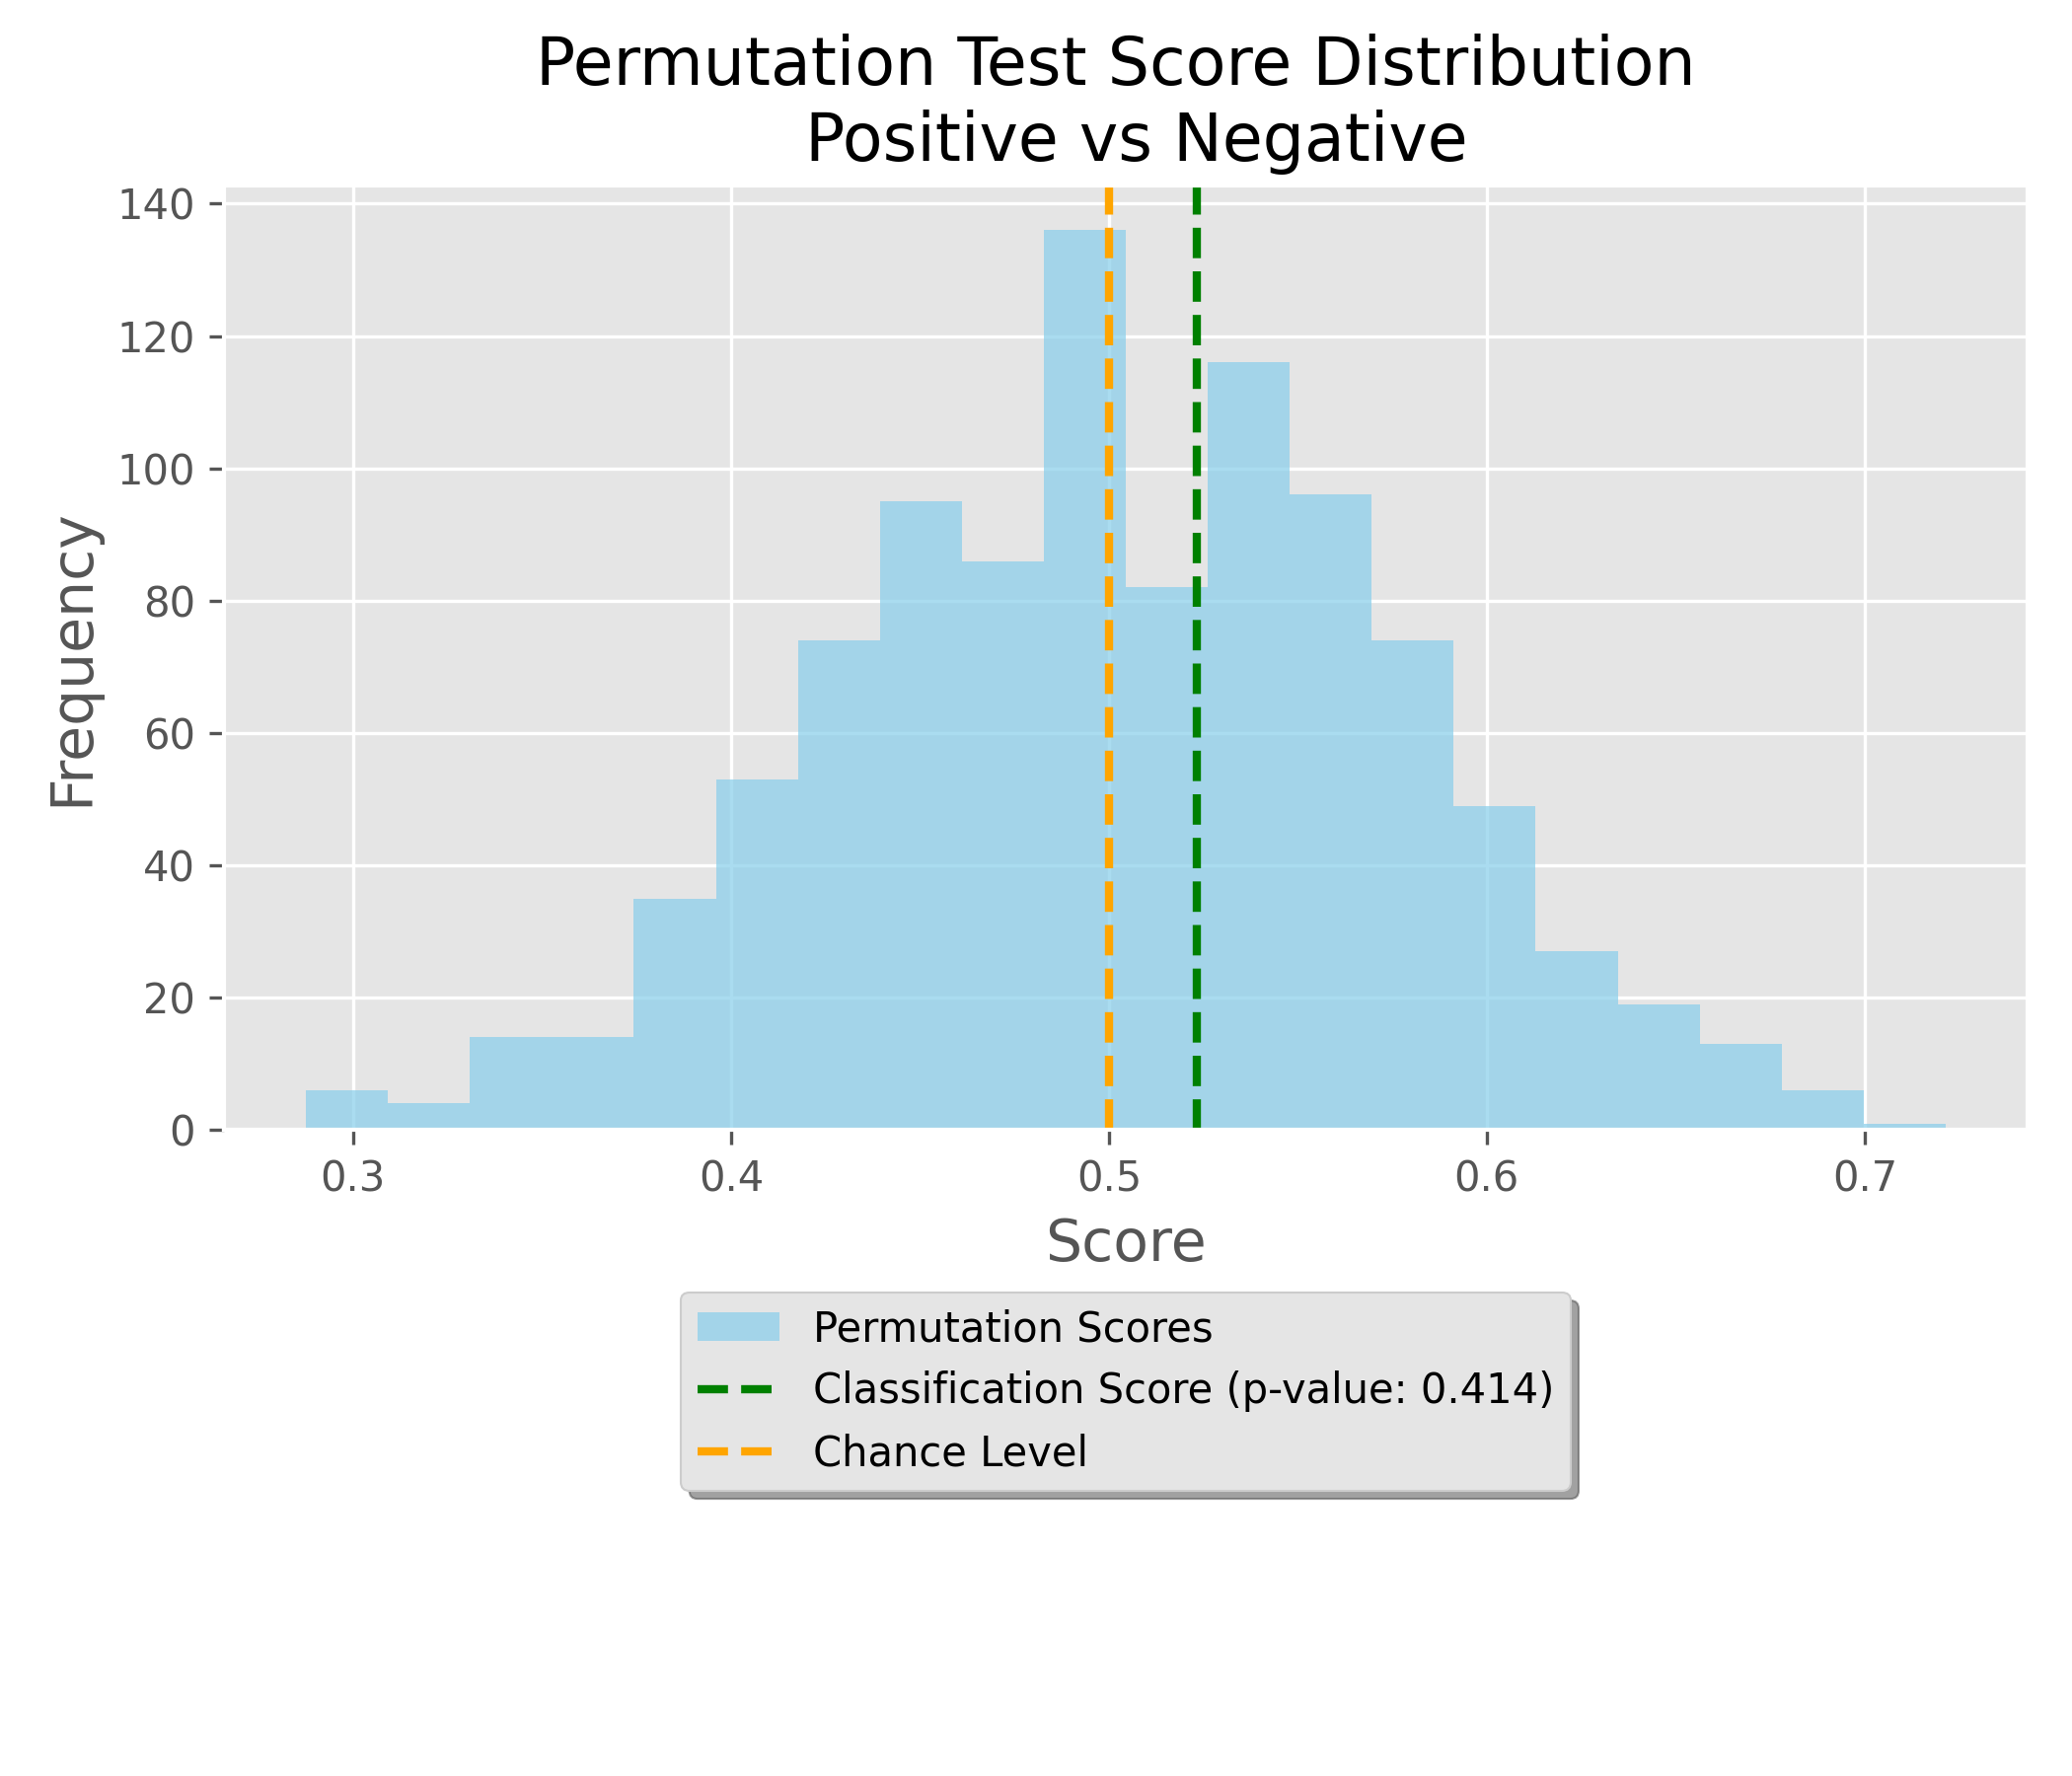 Permutation Test Score Distribution
Positive vs Negative
140
120
100
80
60
40
20
0
Frequency
0.3 0.4 0.5 0.6 0.7
Score
Permutation Scores
Classification Score (p-value: 0.414)
Chance Level